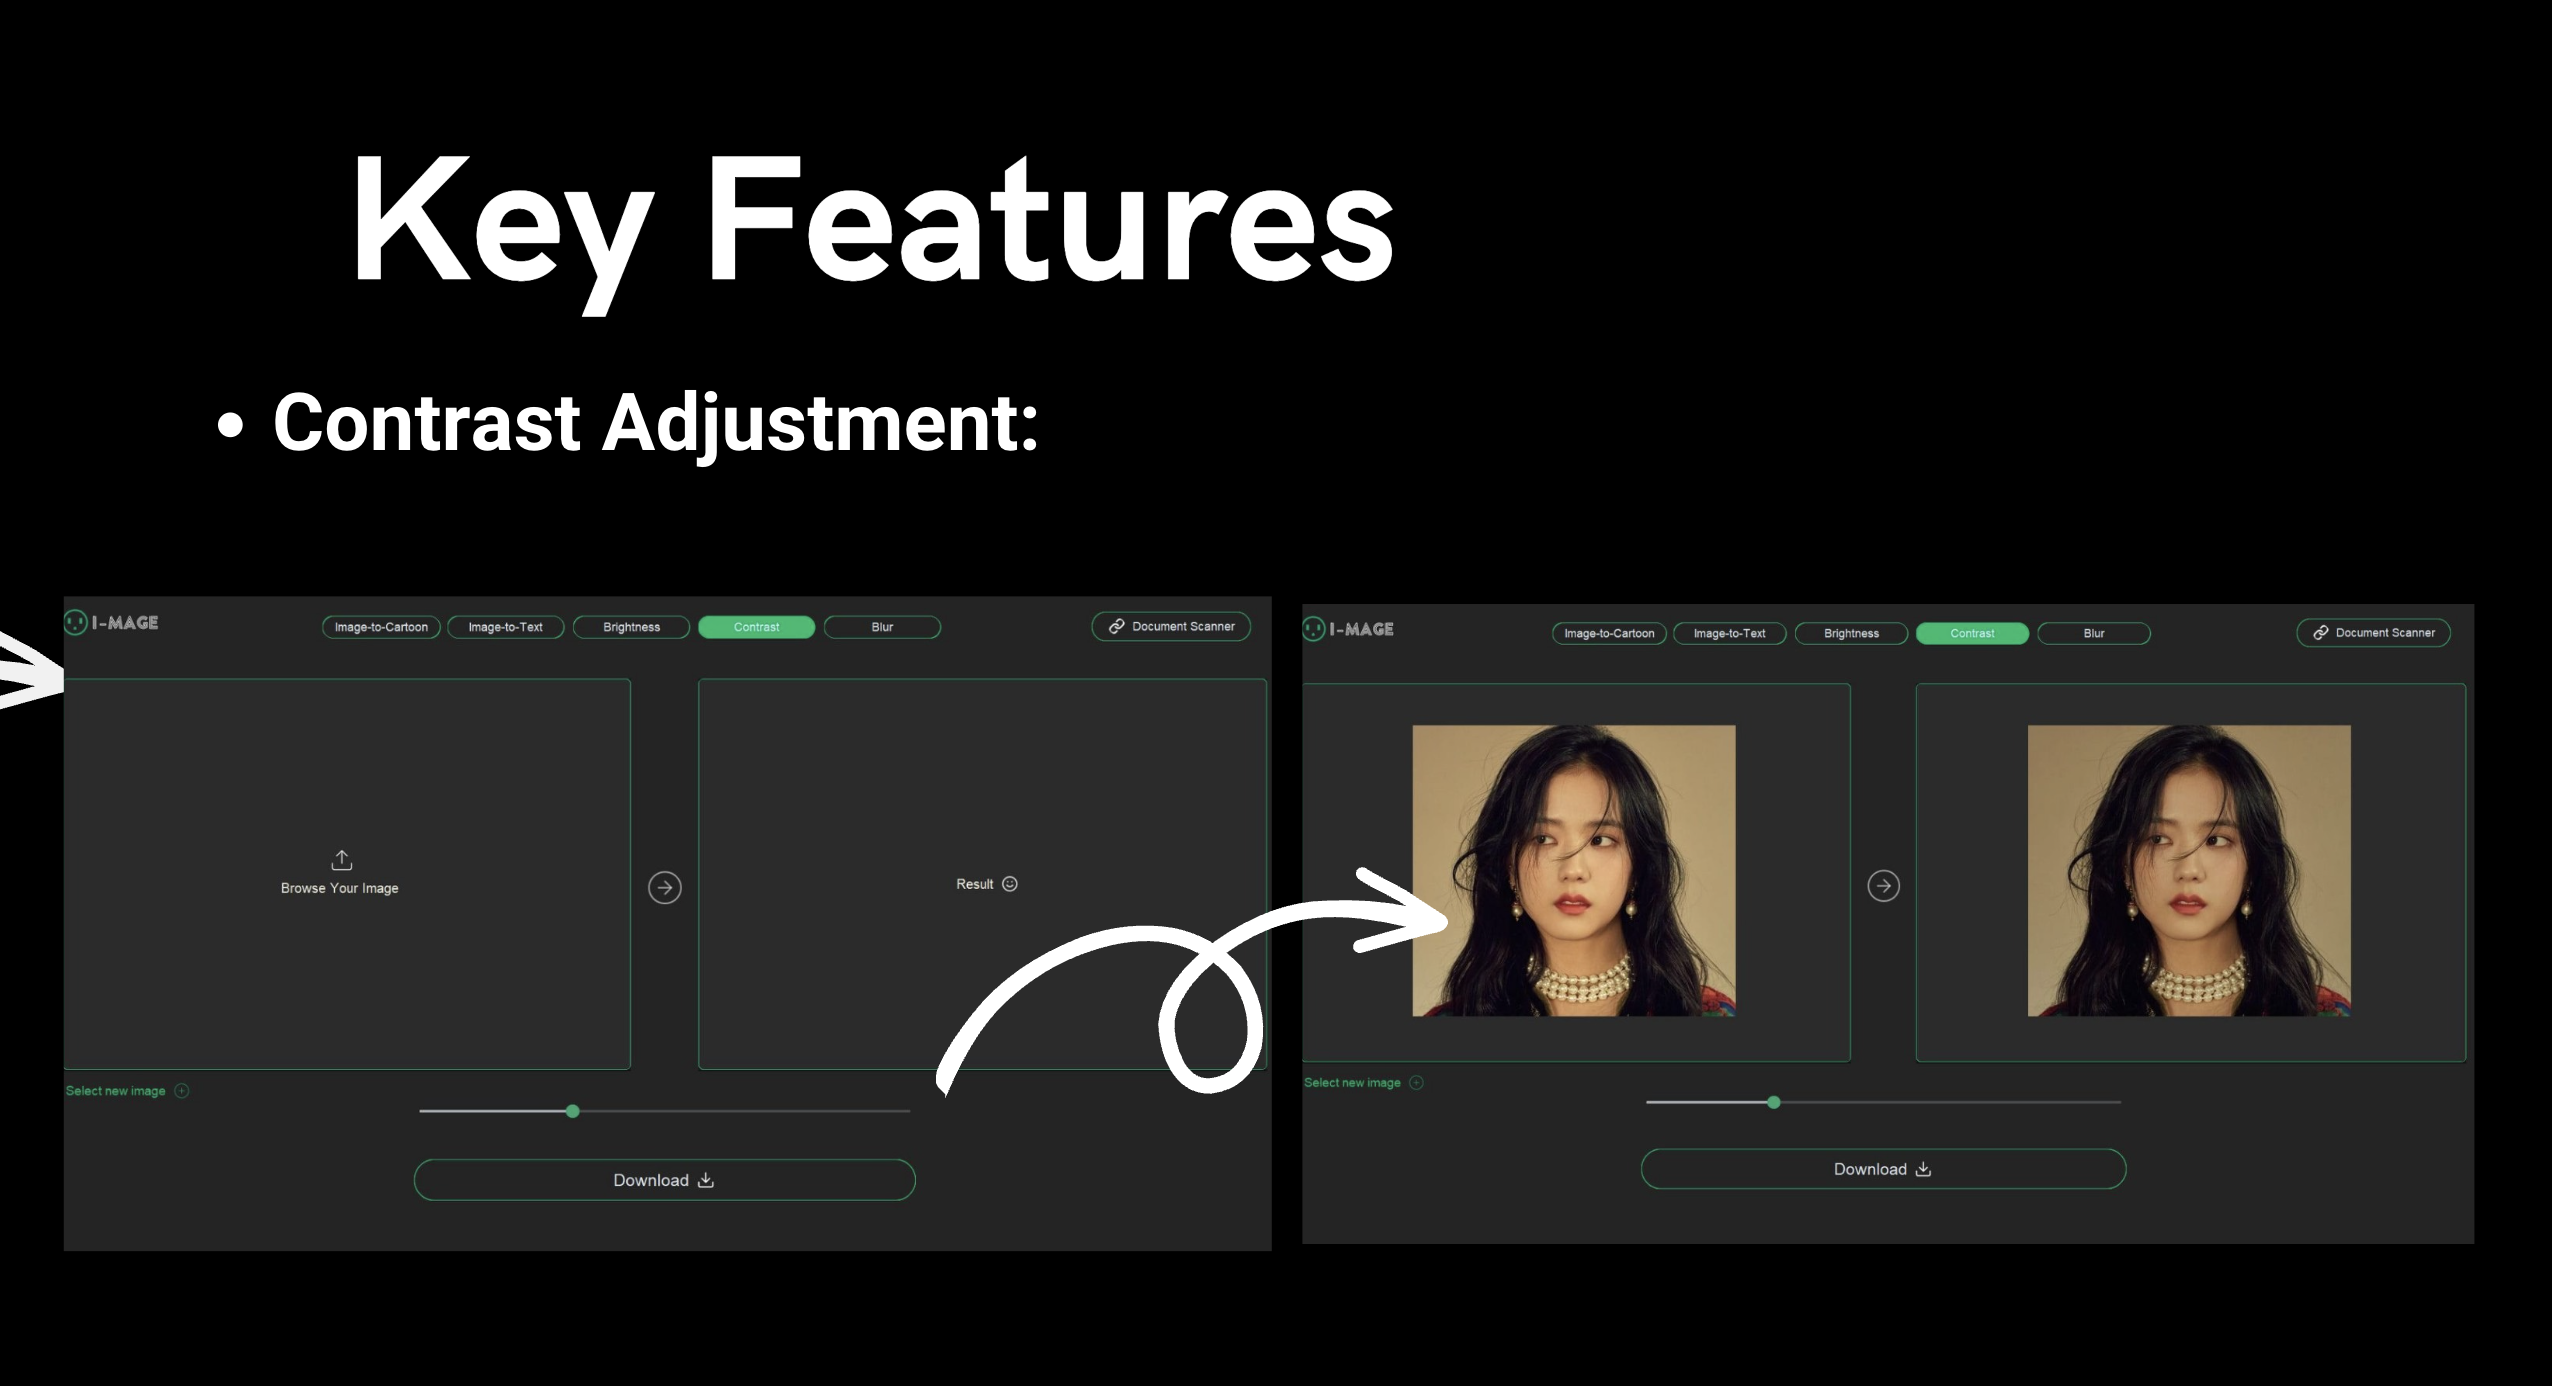 Key Features
• Contrast Adjustment:
I-MAGE
Image-to-Cartoon
Image-to-Text
Brightness
Contrast
Blur
Document Scanner
Browse Your Image
Result
Select new image
Download
I-MAGE
Image-to-Cartoon
Image-to-Text
Brightness
Contrast
Blur
Document Scanner
Select new image
Download